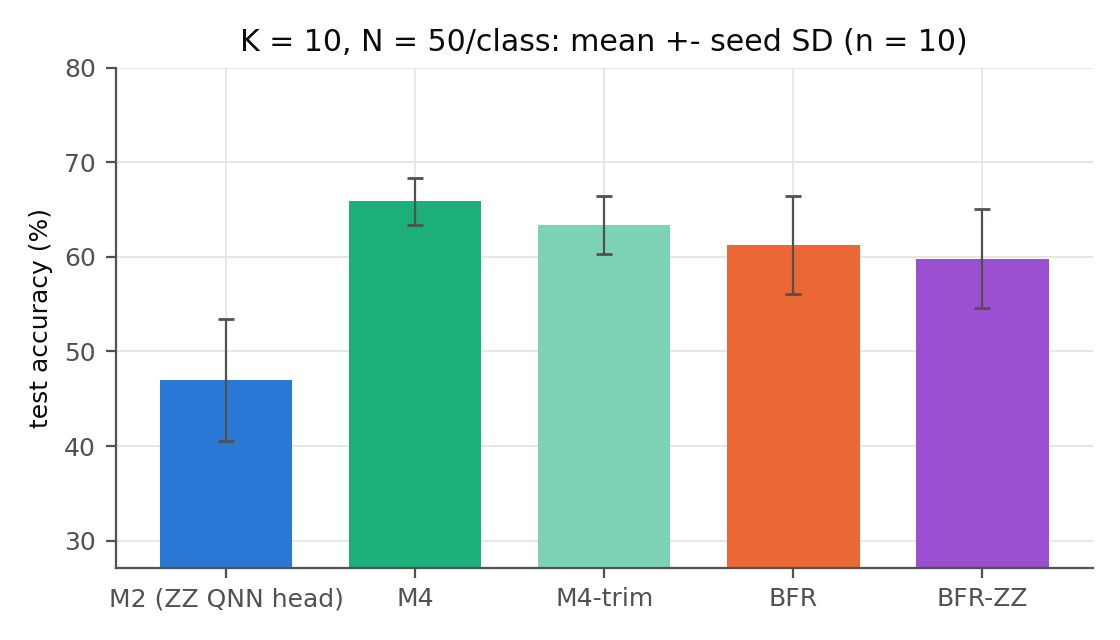 K = 10, N = 50/class: mean +- seed SD (n = 10)
80
70
60
50
40
30
test accuracy (%)
M2 (ZZ QNN head) M4 M4-trim BFR BFR-ZZ